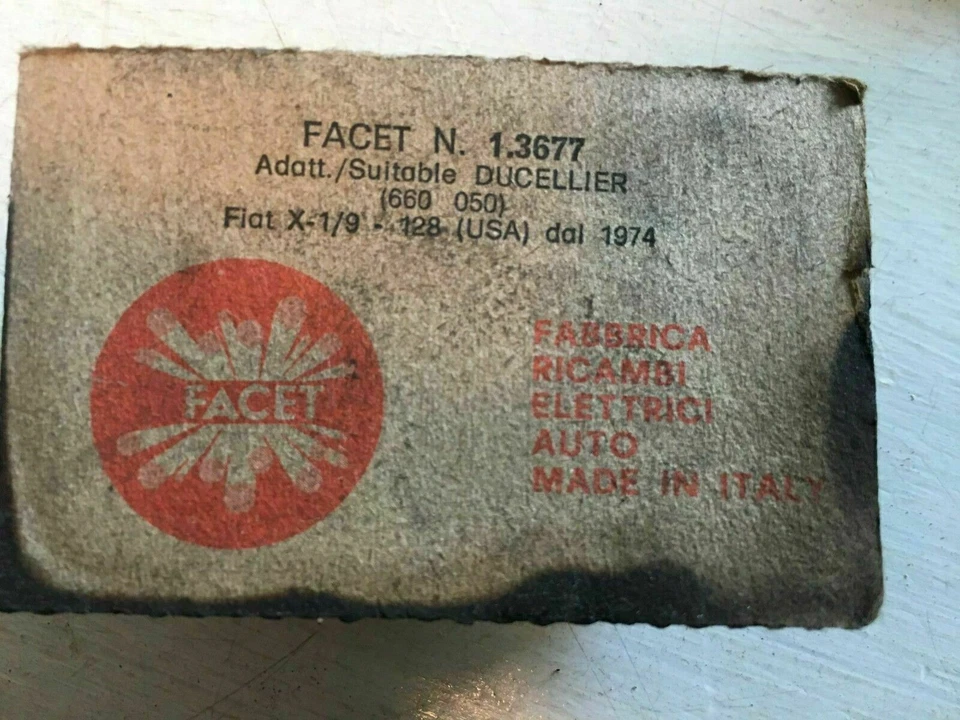 FACET N. 1.3677
Adatt./Suitable DUCELLIER
(660 050)
Fiat X-1/9 - 128 (USA) dal 1974
FACET
FABBRICA
RICAMBI
ELETTRICI
AUTO
MADE IN ITALY